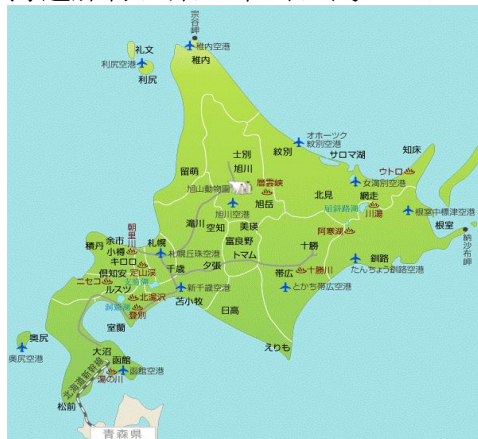 宗谷岬
稚内空港
稚内
礼文
利尻空港
利尻
オホーツク
紋別空港
紋別
サロマ湖
知床
ウトロ
士別
旭川
留萌
旭山動物園
層雲峡
旭岳
旭川空港
北見
網走
女満別空港
屈斜路湖
川湯
根室中標津空港
根室
納沙布岬
阿寒湖
滝川
空知
美瑛
富良野
トマム
夕張
十勝
釧路
たんちょう釧路空港
帯広
十勝川
とかち帯広空港
朝里川
余市
積丹
小樽
札幌
札幌丘珠空港
キロロ
定山渓
千歳
倶知安
ニセコ
ルスツ
支笏湖
新千歳空港
北湯沢
苫小牧
洞爺湖
登別
日高
室蘭
えりも
奥尻
奥尻空港
大沼
函館
函館空港
湯の川
北海道新幹線
松前
青森県